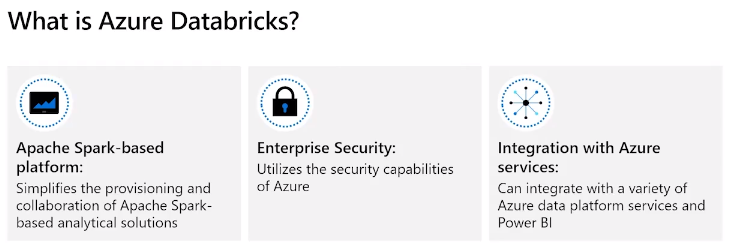 What is Azure Databricks?
Apache Spark-based
platform:
Simplifies the provisioning and
collaboration of Apache Spark-
based analytical solutions
Enterprise Security:
Utilizes the security capabilities
of Azure
Integration with Azure
services:
Can integrate with a variety of
Azure data platform services and
Power BI